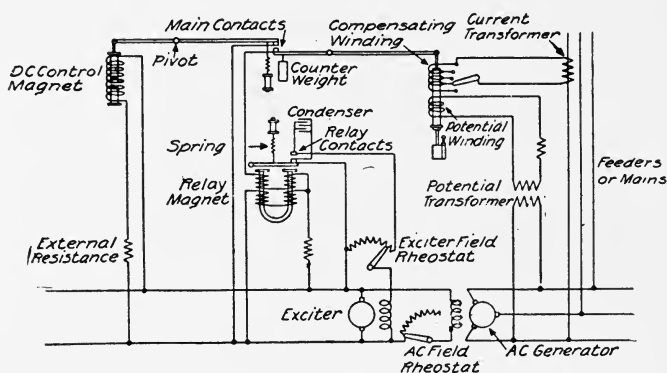 Main Contacts
Compensating
Winding
Current
Transformer
DC Control
Magnet
Pivot
Counter
Weight
Condenser
Relay
Contacts
Spring
Potential
Winding
Relay
Magnet
Potential
Transformer
Feeders
or Mains
External
Resistance
Exciter Field
Rheostat
Exciter
AC Field
Rheostat
AC Generator